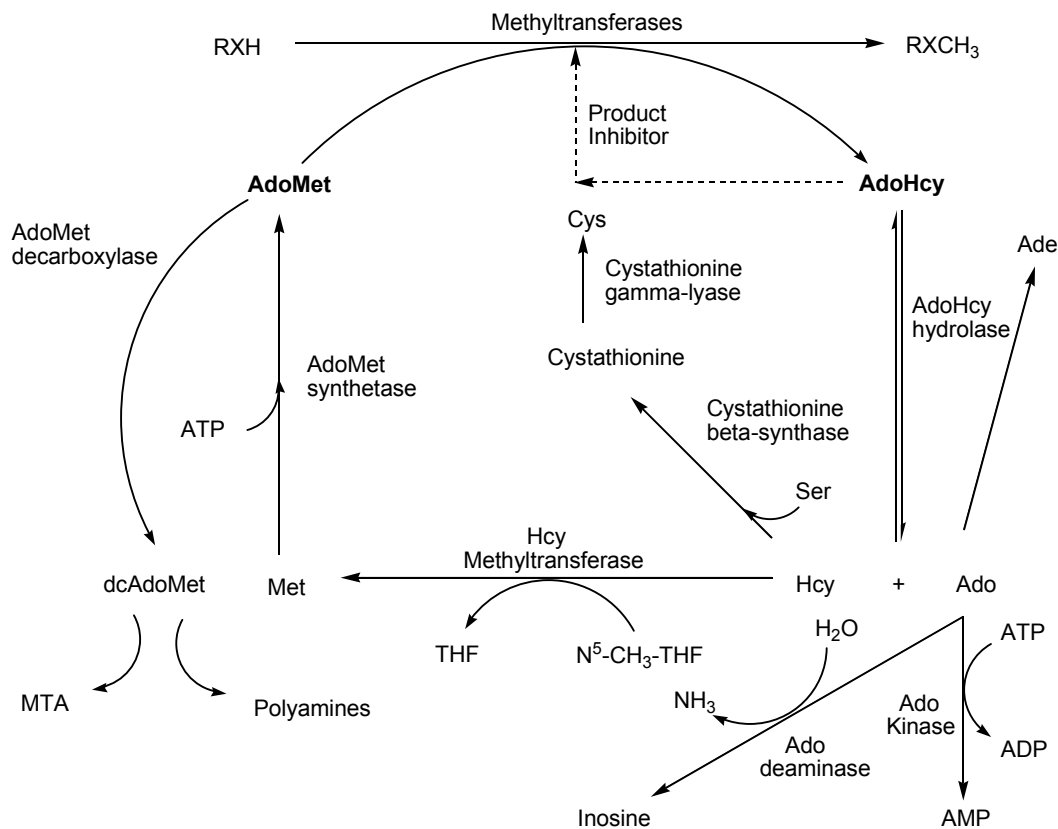 Methyltransferases
RXH
RXCH₃
Product
Inhibitor
AdoMet
AdoHcy
AdoMet
decarboxylase
Cys
Ade
Cystathionine
gamma-lyase
AdoHcy
hydrolase
AdoMet
synthetase
Cystathionine
ATP
Cystathionine
beta-synthase
Ser
Hcy
Methyltransferase
dcAdoMet
Met
Hcy
+
Ado
THF
N⁵-CH₃-THF
H₂O
ATP
MTA
Polyamines
NH₃
Ado
Kinase
ADP
Ado
deaminase
Inosine
AMP